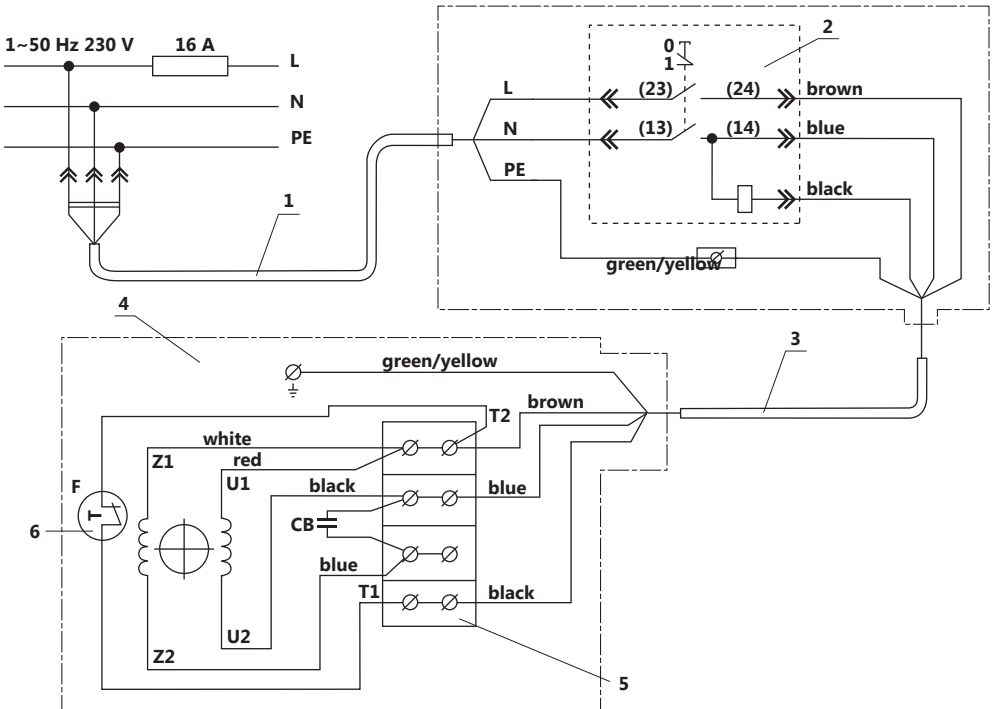 1~50 Hz 230 V
16 A
L
N
PE
1
2
0
1
L
(23)
(24)
brown
N
(13)
(14)
blue
PE
black
green/yellow
3
4
green/yellow
brown
T2
white
Z1
red
U1
F
black
blue
CB
T
6
blue
T1
black
U2
Z2
5